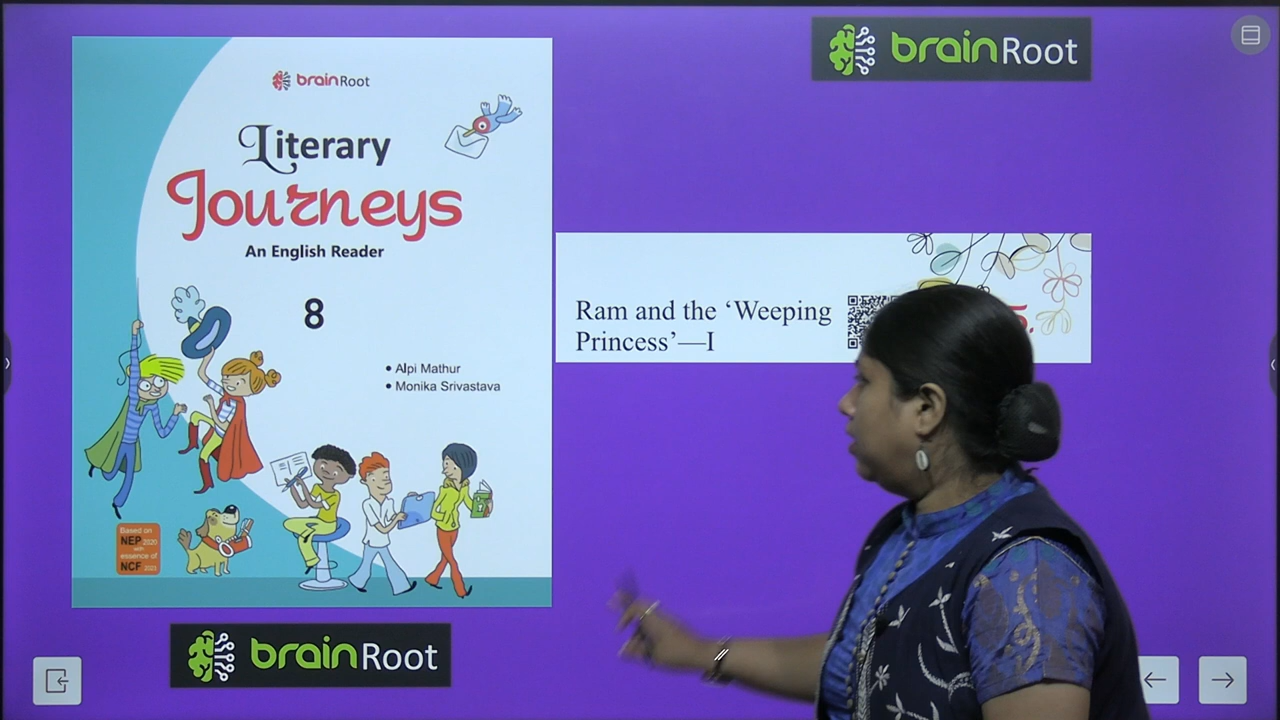 brainRoot
Literary
Journeys
An English Reader
8
• Alpi Mathur
• Monika Srivastava
Based on
NEP 2020
with
essence of
NCF
brainRoot
brainRoot
Ram and the ‘Weeping
Princess’—I